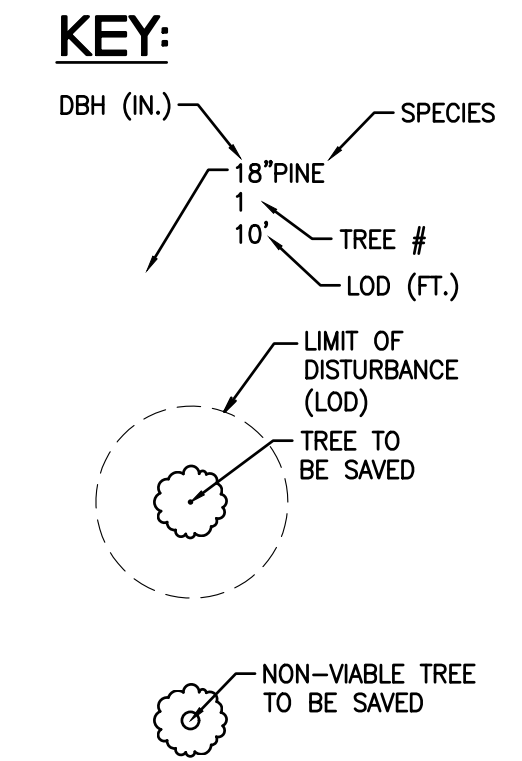 KEY:
DBH (IN.)
SPECIES
18"PINE
1
10'
TREE #
LOD (FT.)
LIMIT OF
DISTURBANCE
(LOD)
TREE TO
BE SAVED
NON-VIABLE TREE
TO BE SAVED